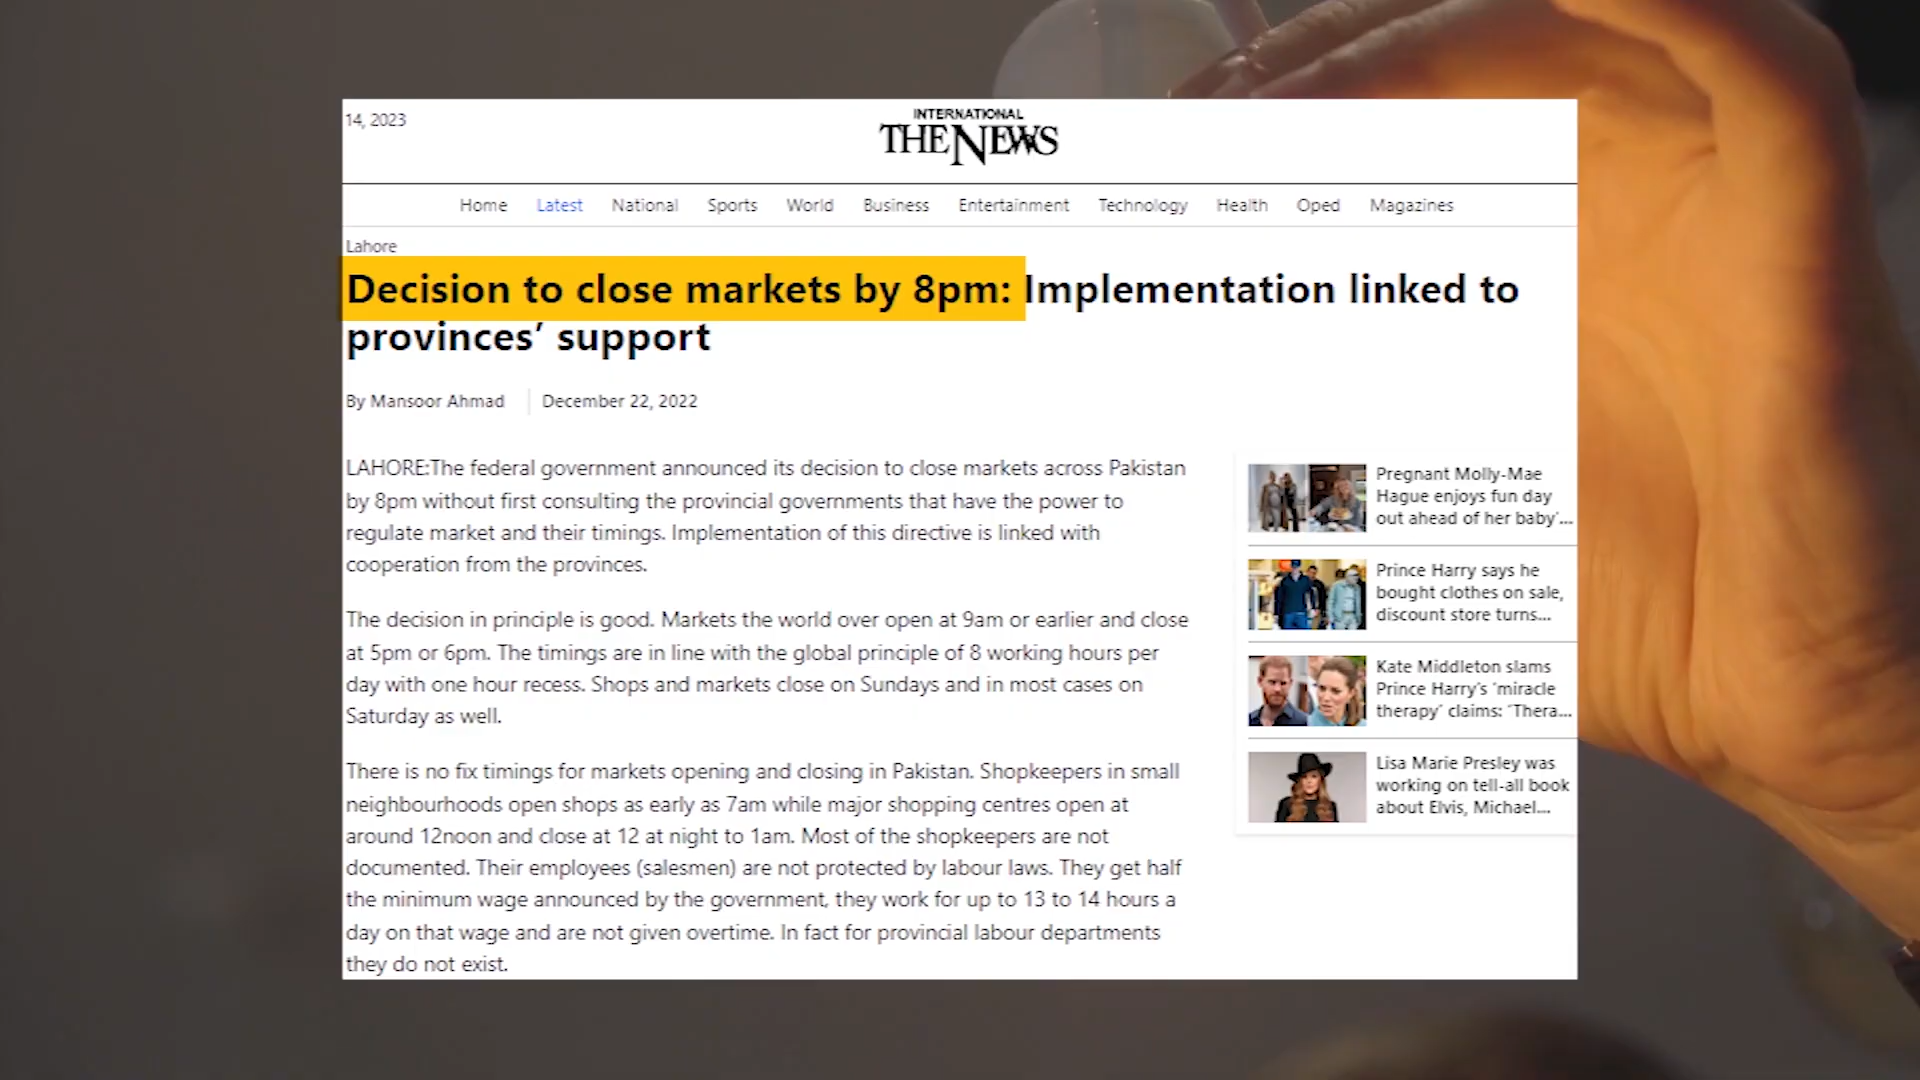 14, 2023
INTERNATIONAL
THE NEWS
Home Latest National Sports World Business Entertainment Technology Health Oped Magazines
Lahore
Decision to close markets by 8pm: Implementation linked to
provinces’ support
By Mansoor Ahmad December 22, 2022
LAHORE:The federal government announced its decision to close markets across Pakistan
by 8pm without first consulting the provincial governments that have the power to
regulate market and their timings. Implementation of this directive is linked with
cooperation from the provinces.
The decision in principle is good. Markets the world over open at 9am or earlier and close
at 5pm or 6pm. The timings are in line with the global principle of 8 working hours per
day with one hour recess. Shops and markets close on Sundays and in most cases on
Saturday as well.
There is no fix timings for markets opening and closing in Pakistan. Shopkeepers in small
neighbourhoods open shops as early as 7am while major shopping centres open at
around 12noon and close at 12 at night to 1am. Most of the shopkeepers are not
documented. Their employees (salesmen) are not protected by labour laws. They get half
the minimum wage announced by the government, they work for up to 13 to 14 hours a
day on that wage and are not given overtime. In fact for provincial labour departments
they do not exist.
Pregnant Molly-Mae
Hague enjoys fun day
out ahead of her baby’...
Prince Harry says he
bought clothes on sale,
discount store turns...
Kate Middleton slams
Prince Harry’s ‘miracle
therapy’ claims: ‘Thera...
Lisa Marie Presley was
working on tell-all book
about Elvis, Michael....